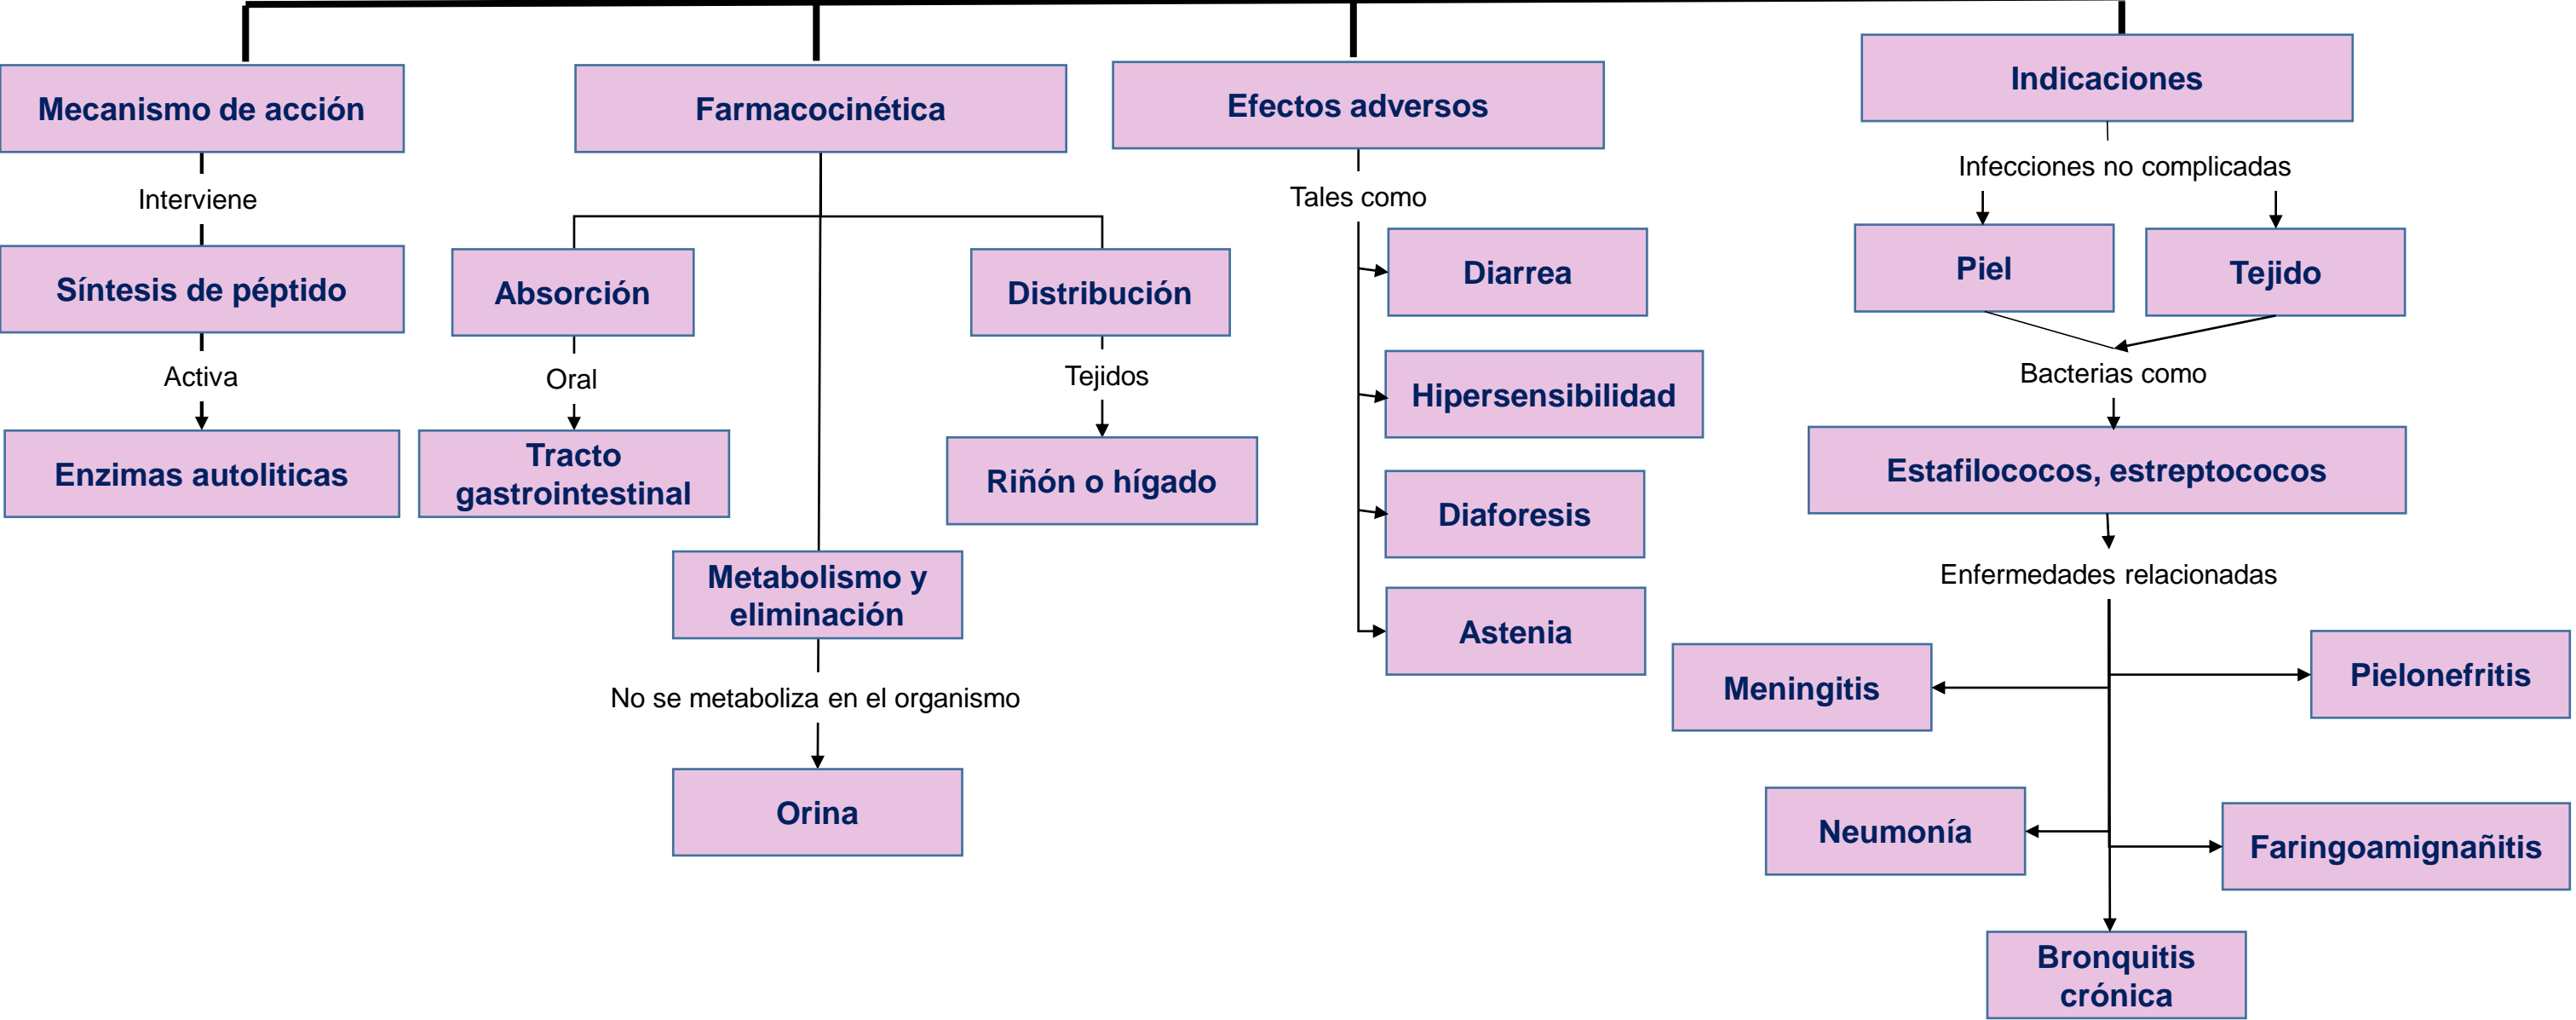 Mecanismo de acción
Interviene
Síntesis de péptido
Activa
Enzimas autoliticas
Farmacocinética
Absorción
Oral
Tracto
gastrointestinal
Distribución
Tejidos
Riñón o hígado
Metabolismo y
eliminación
No se metaboliza en el organismo
Orina
Efectos adversos
Tales como
Diarrea
Hipersensibilidad
Diaforesis
Astenia
Indicaciones
Infecciones no complicadas
Piel
Tejido
Bacterias como
Estafilococos, estreptococos
Enfermedades relacionadas
Meningitis
Pielonefritis
Neumonía
Faringoamignañitis
Bronquitis
crónica